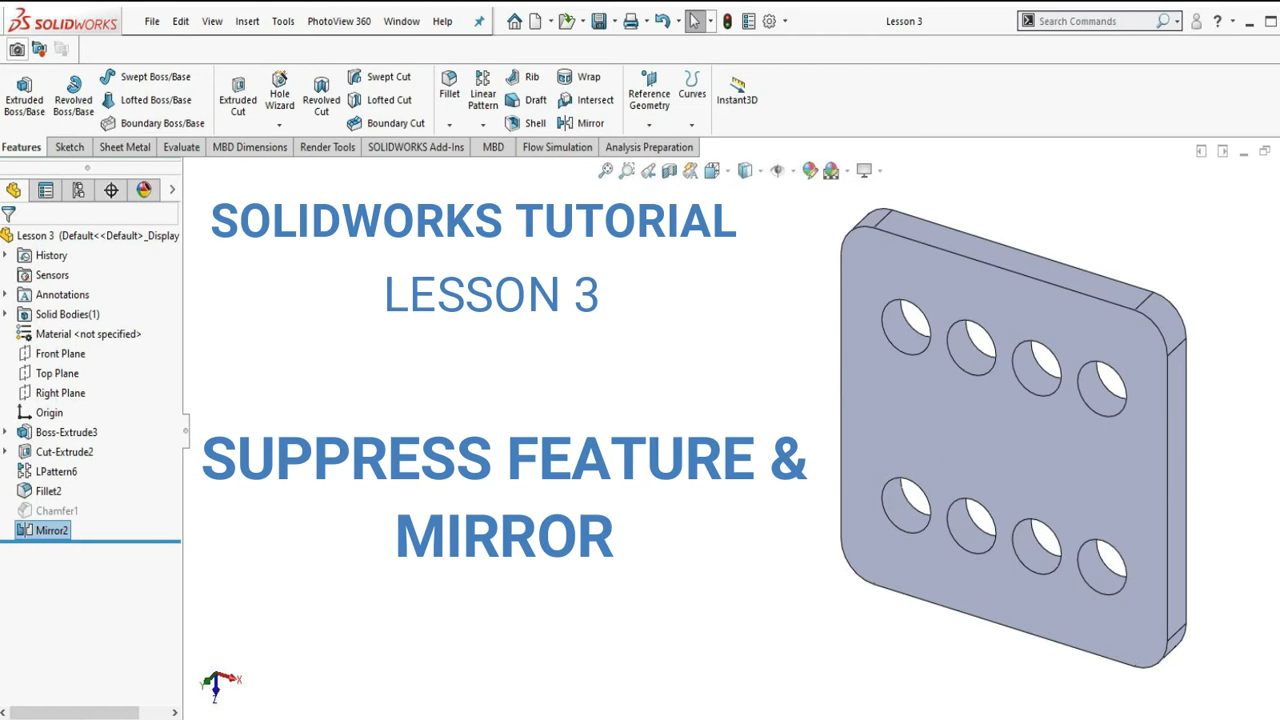 SOLIDWORKS
File Edit View Insert Tools PhotoView 360 Window Help
Lesson 3
Search Commands
?
Extruded Boss/Base
Revolved Boss/Base
Swept Boss/Base
Lofted Boss/Base
Boundary Boss/Base
Extruded Cut
Hole Wizard
Revolved Cut
Swept Cut
Lofted Cut
Boundary Cut
Fillet
Linear Pattern
Rib
Draft
Shell
Wrap
Intersect
Mirror
Reference Geometry
Curves
Instant3D
Features Sketch Sheet Metal Evaluate MBD Dimensions Render Tools SOLIDWORKS Add-Ins MBD Flow Simulation Analysis Preparation
Lesson 3 (Default<<Default>_Display
History
Sensors
Annotations
Solid Bodies(1)
Material <not specified>
Front Plane
Top Plane
Right Plane
Origin
Boss-Extrude3
Cut-Extrude2
LPattern6
Fillet2
Chamfer1
Mirror2
SOLIDWORKS TUTORIAL
LESSON 3
SUPPRESS FEATURE &
MIRROR
Y
X
Z